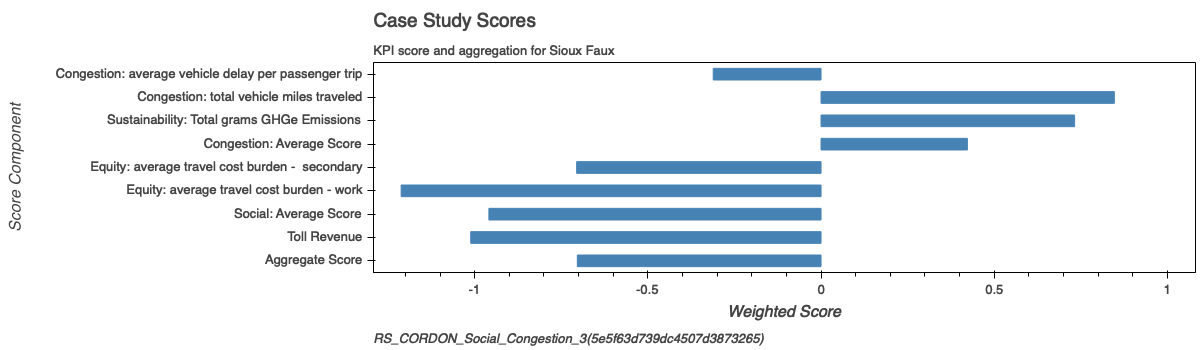 Case Study Scores
KPI score and aggregation for Sioux Faux
Score Component
Congestion: average vehicle delay per passenger trip
Congestion: total vehicle miles traveled
Sustainability: Total grams GHGe Emissions
Congestion: Average Score
Equity: average travel cost burden -  secondary
Equity: average travel cost burden - work
Social: Average Score
Toll Revenue
Aggregate Score
-1 -0.5 0 0.5 1
Weighted Score
RS_CORDON_Social_Congestion_3(5e5f63d739dc4507d3873265)